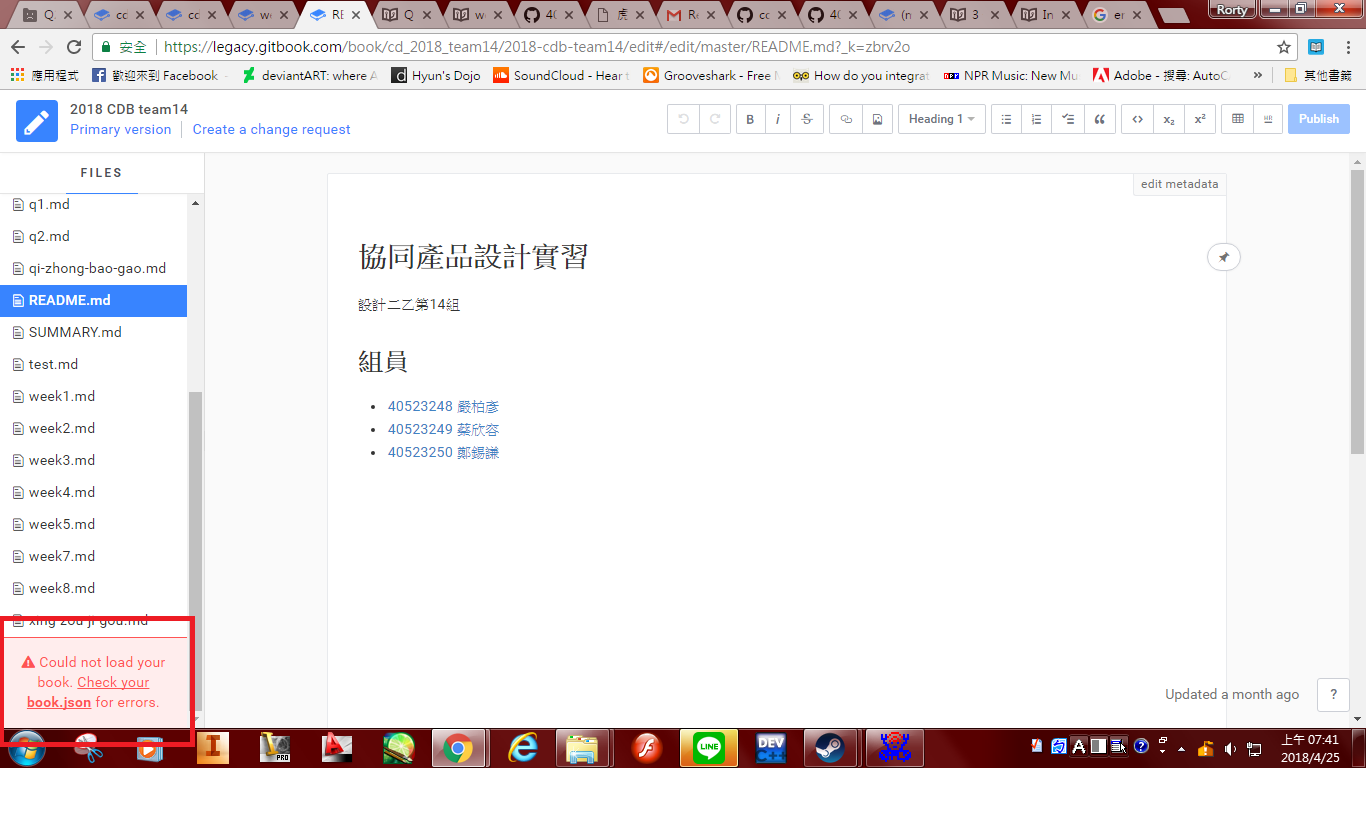 Q
cc
cc
we
RE
Q
we
4(
虎
Re
cc
4(
(n
3
In
er
Rorty
安全
https://legacy.gitbook.com/book/cd_2018_team14/2018-cdb-team14/edit#/edit/master/README.md?_k=zbrv2o
應用程式 歡迎來到 Facebook deviantART: where A Hyun's Dojo SoundCloud - Hear t Grooveshark - Free M How do you integrat NPR Music: New Mu Adobe - 搜尋: AutoC » 其他書籤
2018 CDB team14
Primary version Create a change request
B i S Heading 1 <> x₂ x² HR Publish
FILES
edit metadata
q1.md
q2.md
qi-zhong-bao-gao.md
README.md
SUMMARY.md
test.md
week1.md
week2.md
week3.md
week4.md
week5.md
week7.md
week8.md
xing-zou-ji-gou.md
Could not load your
book. Check your
book.json for errors.
協同產品設計實習
設計二乙第14組
組員
40523248 嚴柏彥
40523249 蔡欣容
40523250 鄭錫謙
Updated a month ago ?
I
PRO
LINE
DEV
C++
A
上午 07:41
2018/4/25